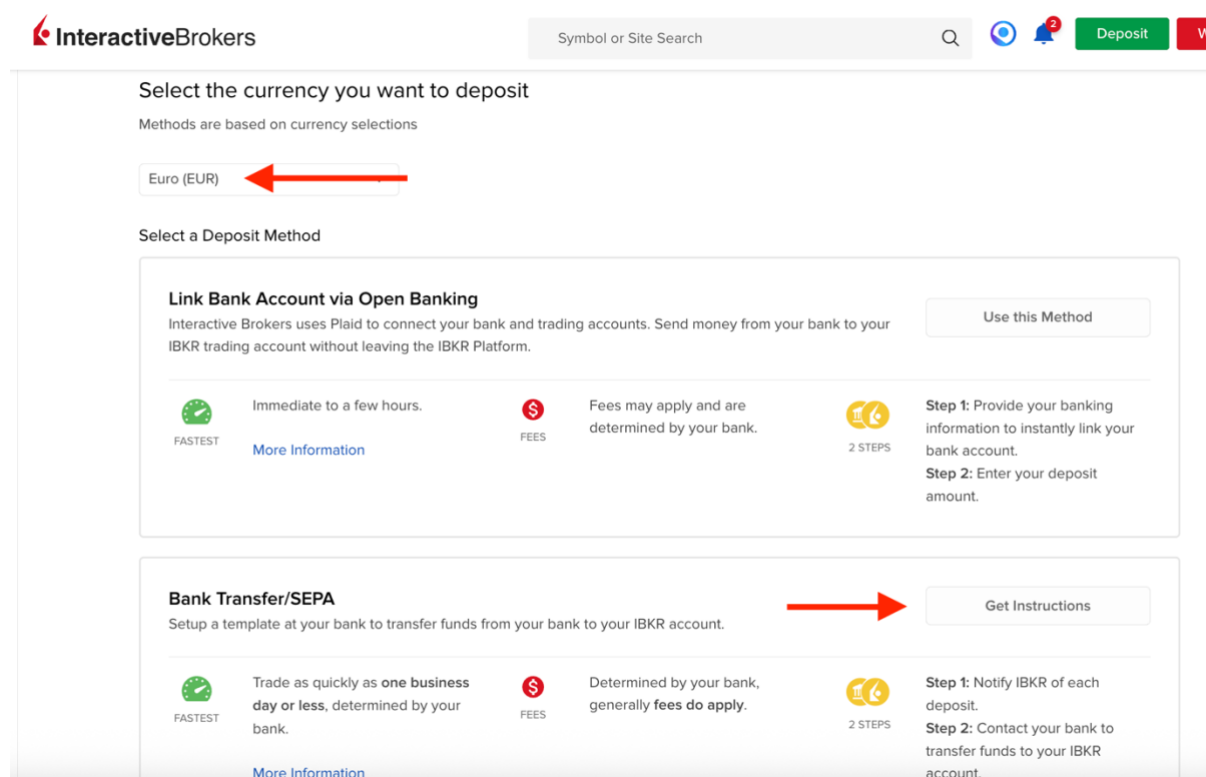 InteractiveBrokers
Symbol or Site Search
2
Deposit
W
Select the currency you want to deposit
Methods are based on currency selections
Euro (EUR)
Select a Deposit Method
Link Bank Account via Open Banking
Interactive Brokers uses Plaid to connect your bank and trading accounts. Send money from your bank to your
IBKR trading account without leaving the IBKR Platform.
Use this Method
FASTEST
Immediate to a few hours.
More Information
$
FEES
Fees may apply and are
determined by your bank.
2 STEPS
Step 1: Provide your banking
information to instantly link your
bank account.
Step 2: Enter your deposit
amount.
Bank Transfer/SEPA
Setup a template at your bank to transfer funds from your bank to your IBKR account.
Get Instructions
FASTEST
Trade as quickly as one business
day or less, determined by your
bank.
More Information
$
FEES
Determined by your bank,
generally fees do apply.
2 STEPS
Step 1: Notify IBKR of each
deposit.
Step 2: Contact your bank to
transfer funds to your IBKR
account.